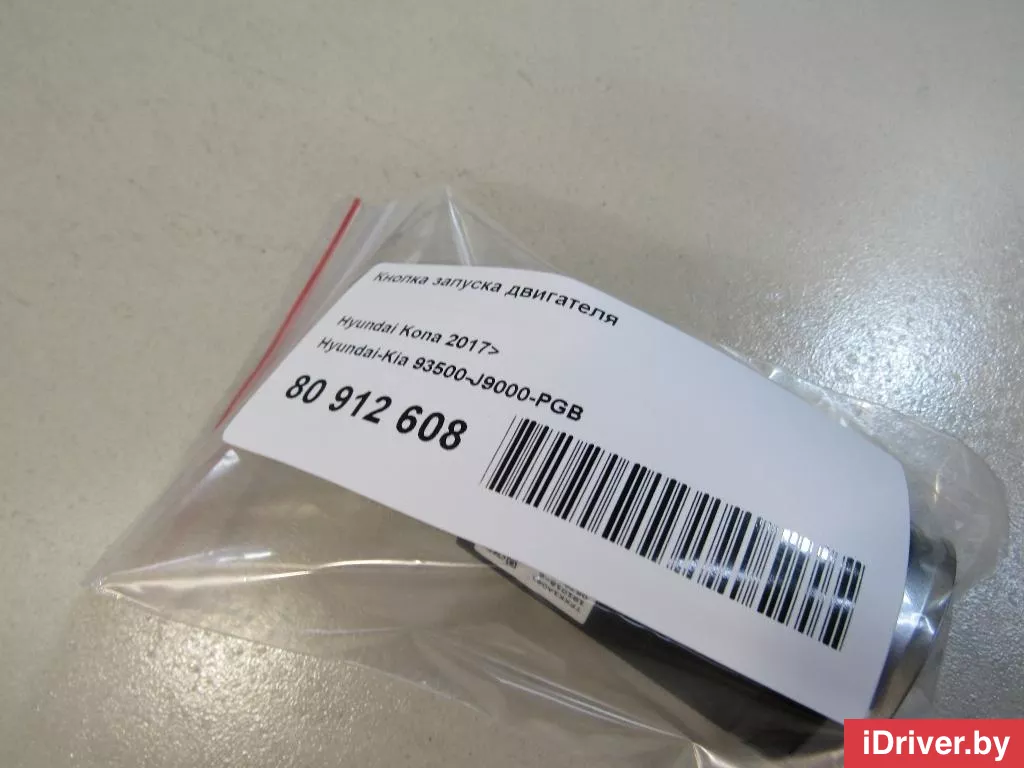 Кнопка запуска двигателя
Hyundai Kona 2017>
Hyundai-Kia 93500-J9000-PGB
80 912 608
iDriver.by